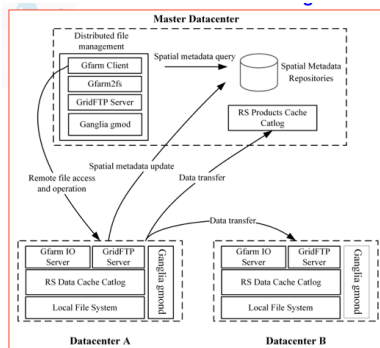 Master Datacenter
Distributed file
management
Gfarm Client
Gfarm2fs
GridFTP Server
Ganglia gmod
Spatial metadata query
Spatial Metadata
Repositories
RS Products Cache
Catlog
Spatial metadata update
Remote file access
and operation
Data transfer
Data transfer
Gfarm IO
Server
GridFTP
Server
RS Data Cache Catlog
Local File System
Ganglia gmond
Datacenter A
Gfarm IO
Server
GridFTP
Server
RS Data Cache Catlog
Local File System
Ganglia gmond
Datacenter B